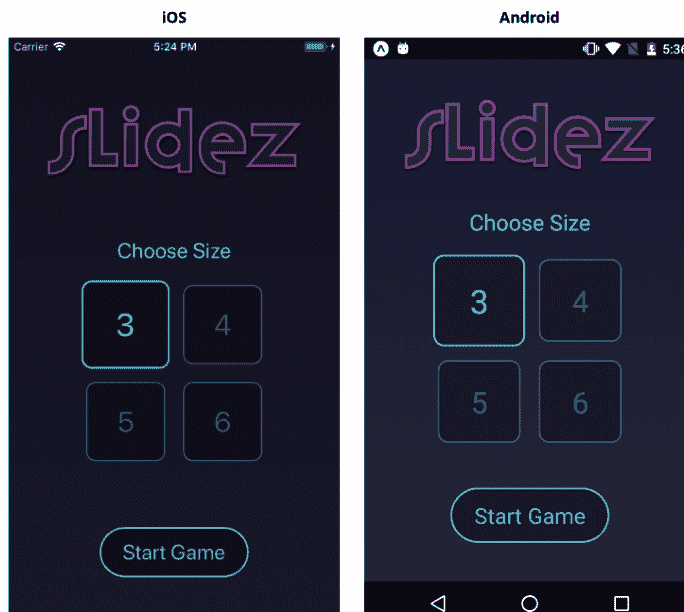 iOS
Carrier 5:24 PM
SLidez
Choose Size
3 4
5 6
Start Game
Android
5:36
SLidez
Choose Size
3 4
5 6
Start Game